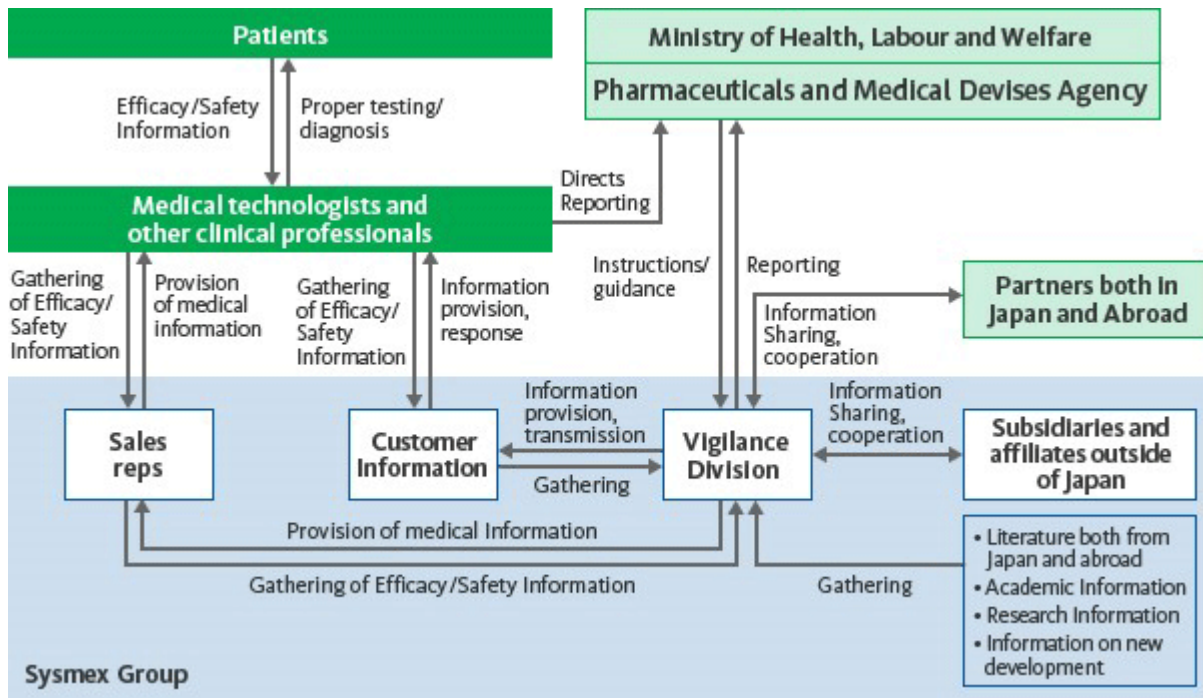 Patients
Ministry of Health, Labour and Welfare
Pharmaceuticals and Medical Devises Agency
Efficacy/Safety
Information
Proper testing/
diagnosis
Directs
Reporting
Medical technologists and
other clinical professionals
Gathering
of Efficacy/
Safety
Information
Provision
of medical
information
Gathering
of Efficacy/
Safety
Information
Information
provision,
response
Instructions/
guidance
Reporting
Information
Sharing,
cooperation
Partners both in
Japan and Abroad
Sales
reps
Customer
Information
Information
provision,
transmission
Gathering
Vigilance
Division
Information
Sharing,
cooperation
Subsidiaries and
affiliates outside
of Japan
Provision of medical Information
Gathering of Efficacy/Safety Information
Gathering
• Literature both from
Japan and abroad
• Academic Information
• Research Information
• Information on new
development
Sysmex Group